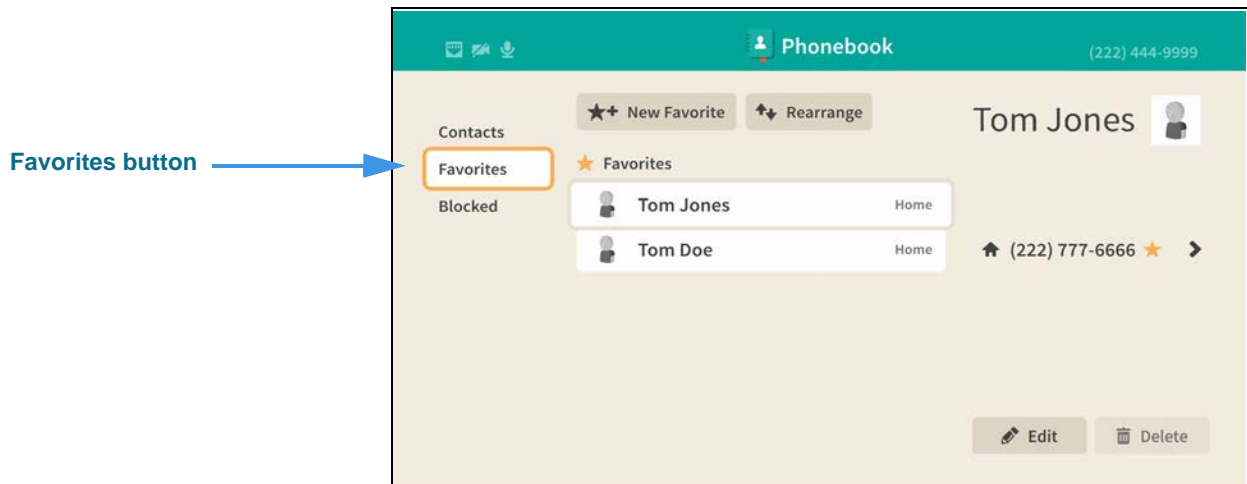 Phonebook
(222) 444-9999
Favorites button
Contacts
Favorites
Blocked
New Favorite
Rearrange
Favorites
Tom Jones Home
Tom Doe Home
Tom Jones
(222) 777-6666
Edit
Delete